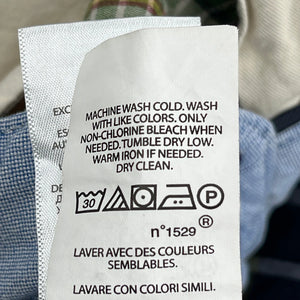 MACHINE WASH COLD. WASH
WITH LIKE COLORS. ONLY
NON-CHLORINE BLEACH WHEN
NEEDED. TUMBLE DRY LOW.
WARM IRON IF NEEDED.
DRY CLEAN.
30 P
n°1529 ®
LAVER AVEC DES COULEURS
SEMBLABLES.
LAVARE CON COLORI SIMILI.
EXC